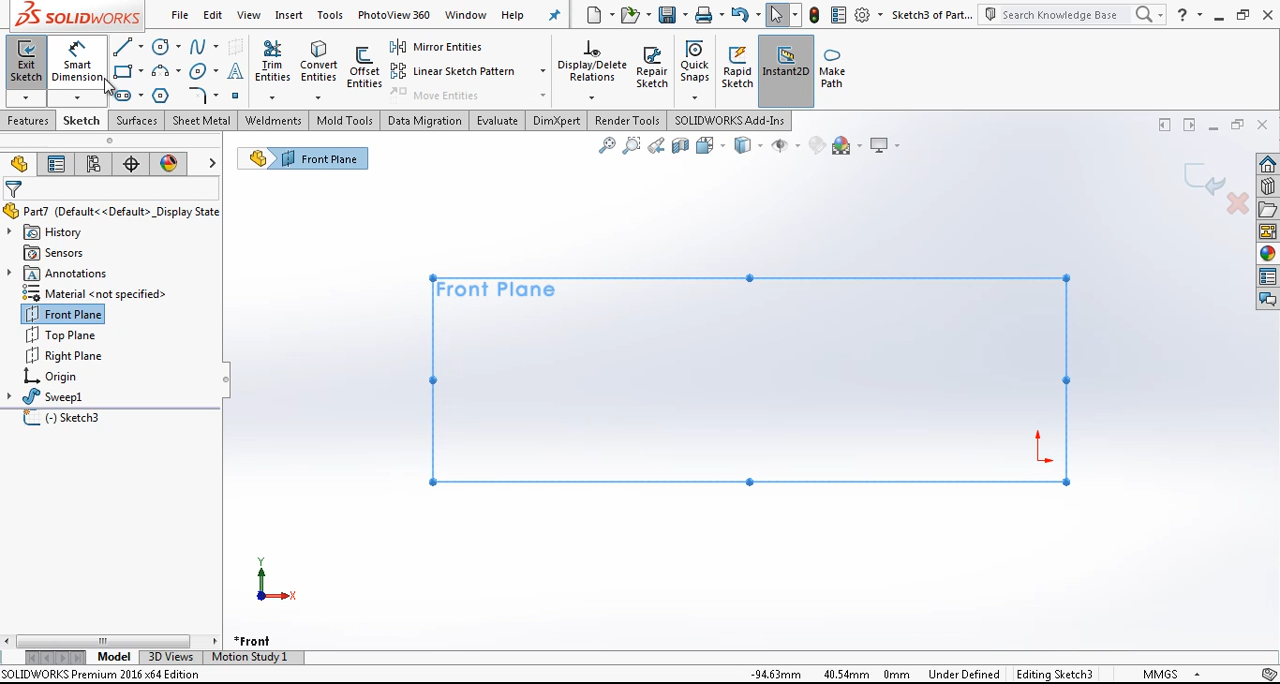 SOLIDWORKS File Edit View Insert Tools PhotoView 360 Window Help Sketch3 of Part... Search Knowledge Base ?
Exit Sketch
Smart Dimension
Trim Entities
Convert Entities
Offset Entities
Mirror Entities
Linear Sketch Pattern
Move Entities
Display/Delete Relations
Repair Sketch
Quick Snaps
Rapid Sketch
Instant2D
Make Path
Features Sketch Surfaces Sheet Metal Weldments Mold Tools Data Migration Evaluate DimXpert Render Tools SOLIDWORKS Add-Ins
Front Plane
Part7 (Default<<Default>_Display State
History
Sensors
Annotations
Material <not specified>
Front Plane
Top Plane
Right Plane
Origin
Sweep1
(-) Sketch3
Front Plane
Y
X
*Front
Model 3D Views Motion Study 1
SOLIDWORKS Premium 2016 x64 Edition -94.63mm 40.54mm 0mm Under Defined Editing Sketch3 MMGS